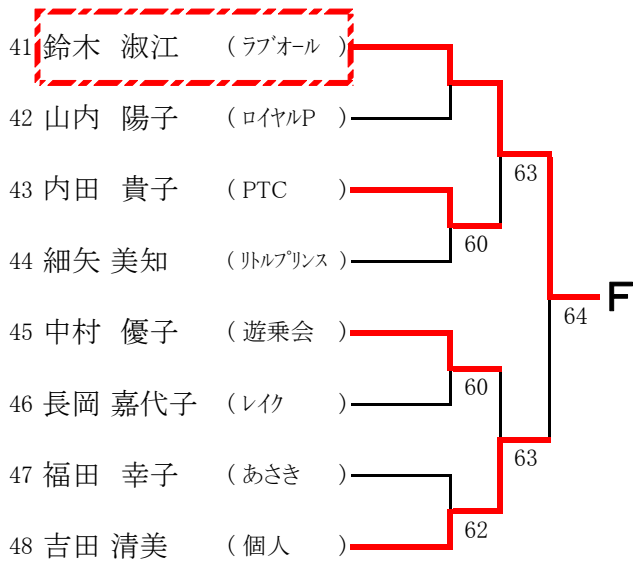 41 鈴木 淑江 ( ラブオール )
42 山内 陽子 ( ロイヤルP )
63
43 内田 貴子 ( PTC )
60
44 細矢 美知 ( リトルプリンス )
64 F
45 中村 優子 ( 遊乗会 )
60
46 長岡 嘉代子 ( レイク )
63
47 福田 幸子 ( あさき )
62
48 吉田 清美 ( 個人 )